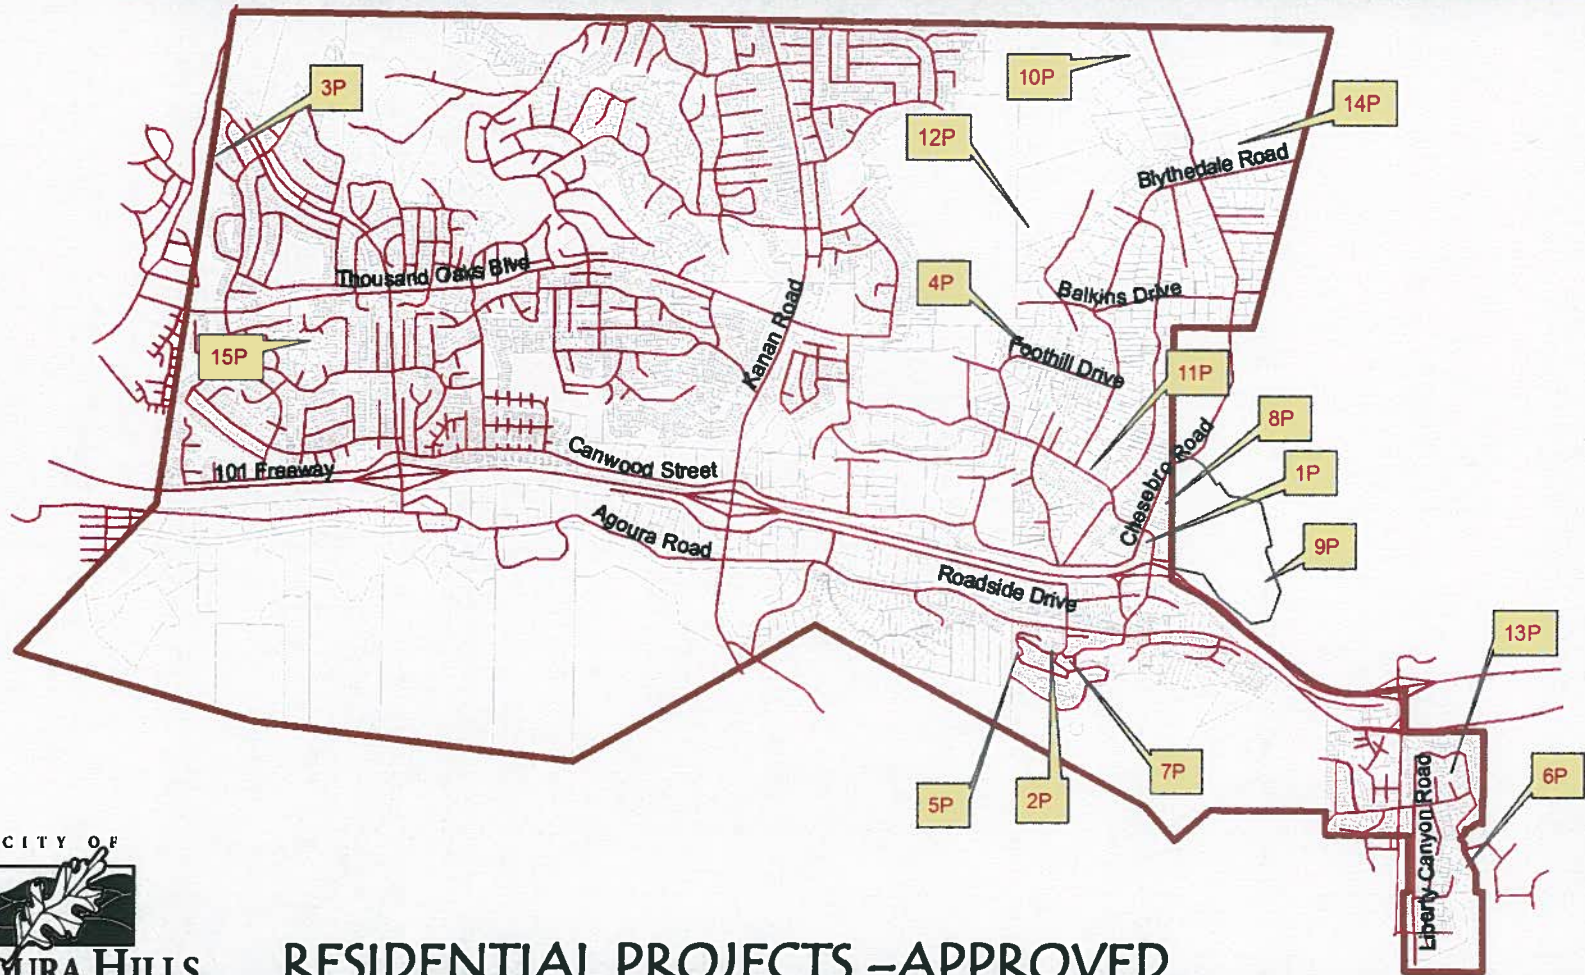 3P
10P
14P
12P
Blythedale Road
Thousand Oaks Blvd
4P
Balkins Drive
Kanan Road
15P
Foothill Drive
11P
8P
Chesebro Road
1P
101 Freeway
Canwood Street
Agoura Road
9P
Roadside Drive
13P
5P
2P
7P
6P
Liberty Canyon Road
CITY OF
HILLS
RESIDENTIAL PROJECTS –APPROVED